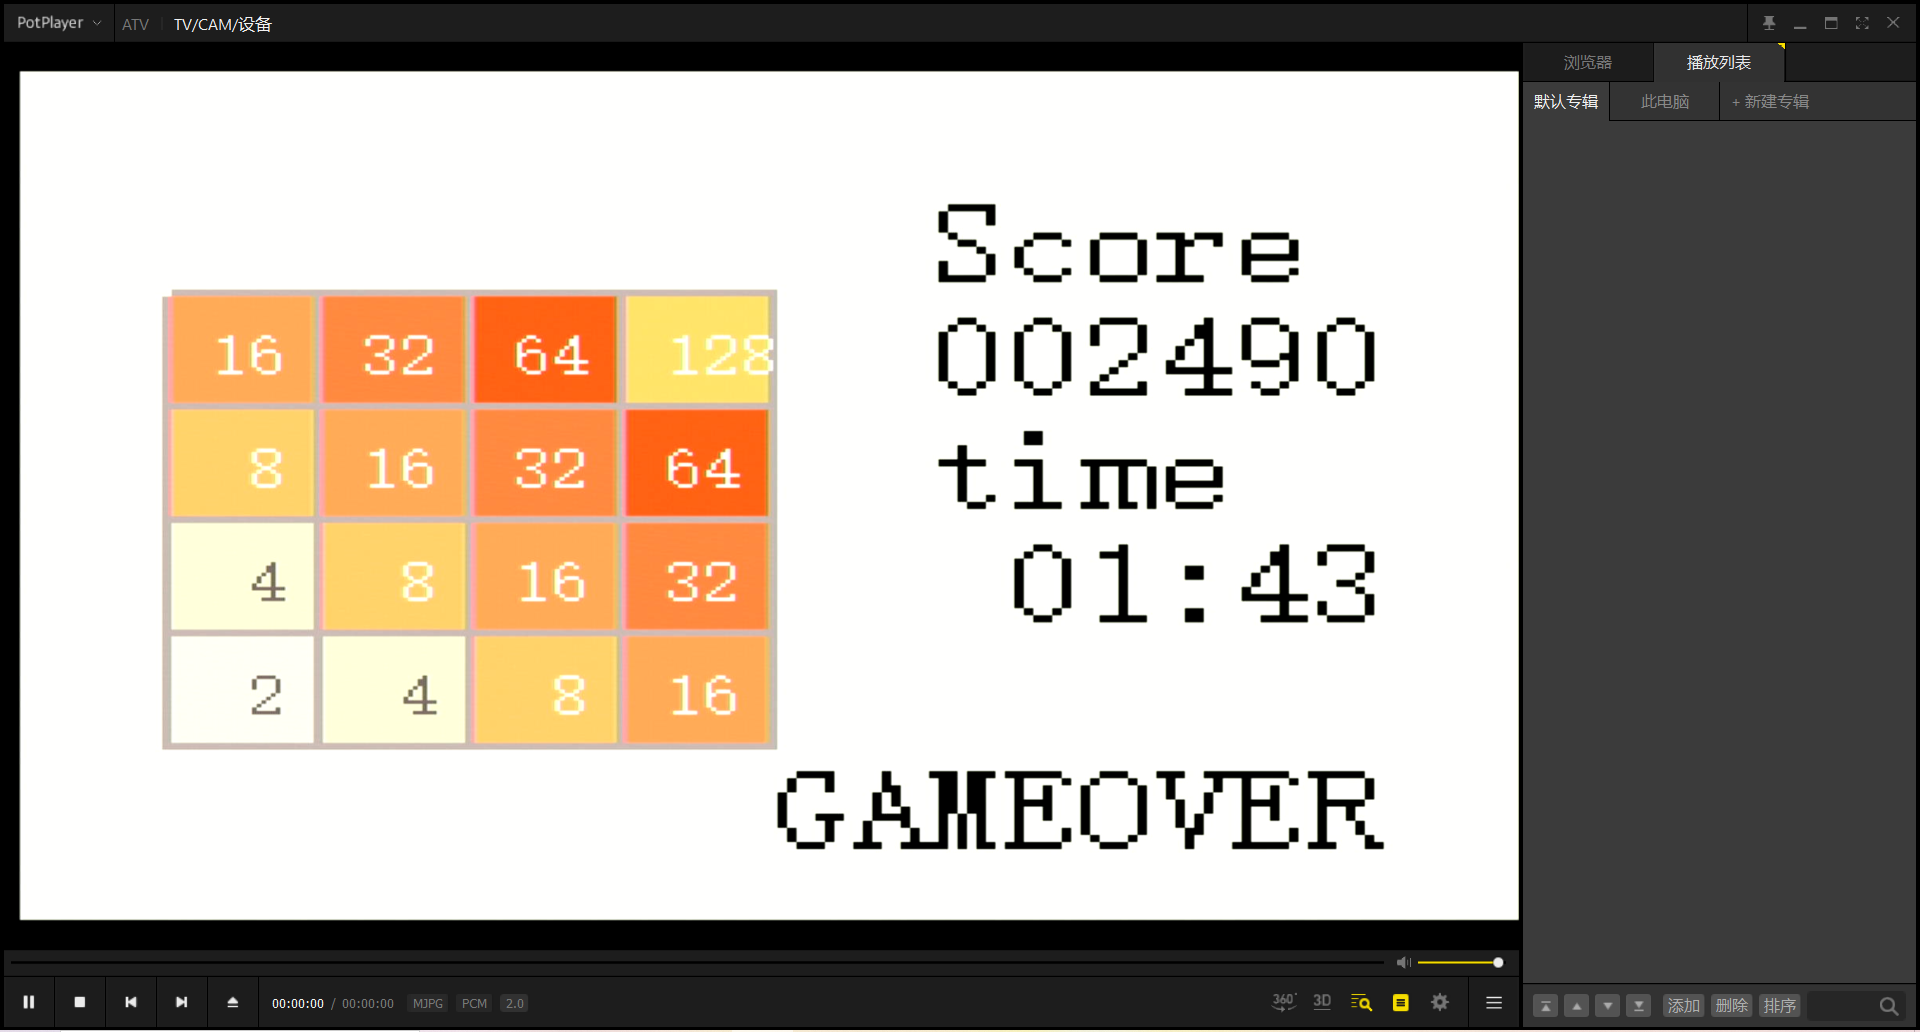 PotPlayer ATV TV/CAM/设备
浏览器 播放列表
默认专辑 此电脑 + 新建专辑
Score
002490
time
01:43
16 32 64 128
8 16 32 64
4 8 16 32
2 4 8 16
GAMEOVER
00:00:00 / 00:00:00 MJPG PCM 2.0 360° 3D 添加 删除 排序